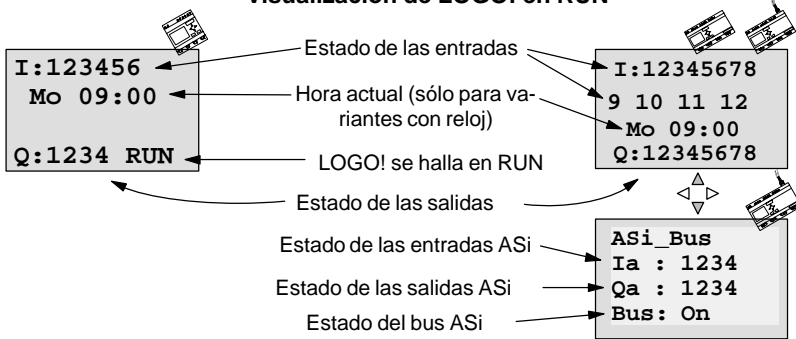 Visualización de LOGO! en RUN
I:123456
Mo 09:00
Q:1234 RUN
Estado de las entradas
Hora actual (sólo para va-
riantes con reloj)
LOGO! se halla en RUN
Estado de las salidas
I:12345678
9 10 11 12
Mo 09:00
Q:12345678
Estado de las entradas ASi
Estado de las salidas ASi
Estado del bus ASi
ASi_Bus
Ia : 1234
Qa : 1234
Bus: On